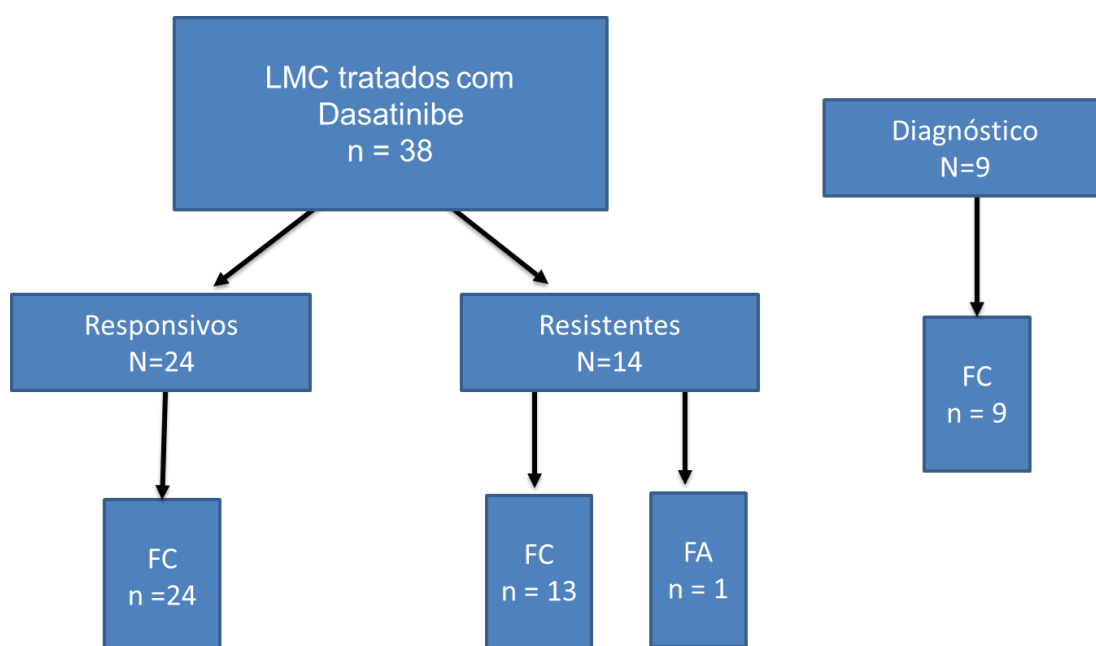 LMC tratados com
Dasatinibe
n = 38
Diagnóstico
N=9
Responsivos
N=24
Resistentes
N=14
FC
n = 9
FC
n =24
FC
n = 13
FA
n = 1